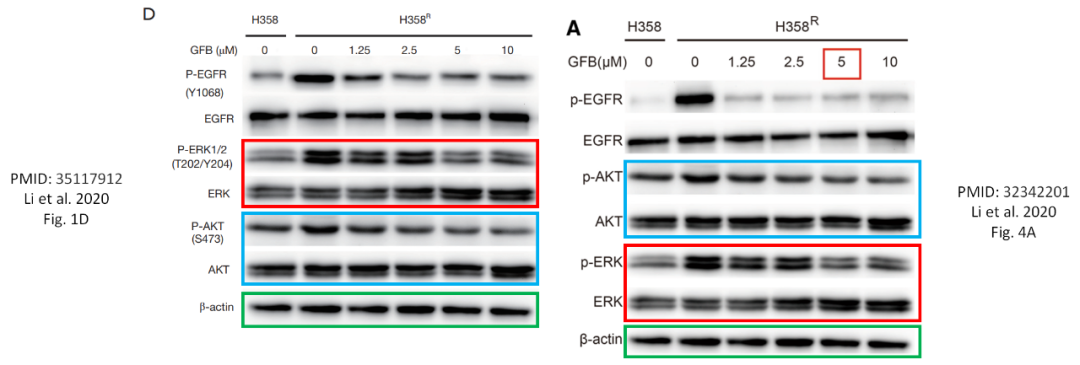 PMID: 35117912
Li et al. 2020
Fig. 1D
D
H358 H358R
GFB (μM) 0 0 1.25 2.5 5 10
P-EGFR
(Y1068)
EGFR
P-ERK1/2
(T202/Y204)
ERK
P-AKT
(S473)
AKT
β-actin
A
H358 H358R
GFB(μM) 0 0 1.25 2.5 5 10
p-EGFR
EGFR
p-AKT
AKT
p-ERK
ERK
β-actin
PMID: 32342201
Li et al. 2020
Fig. 4A